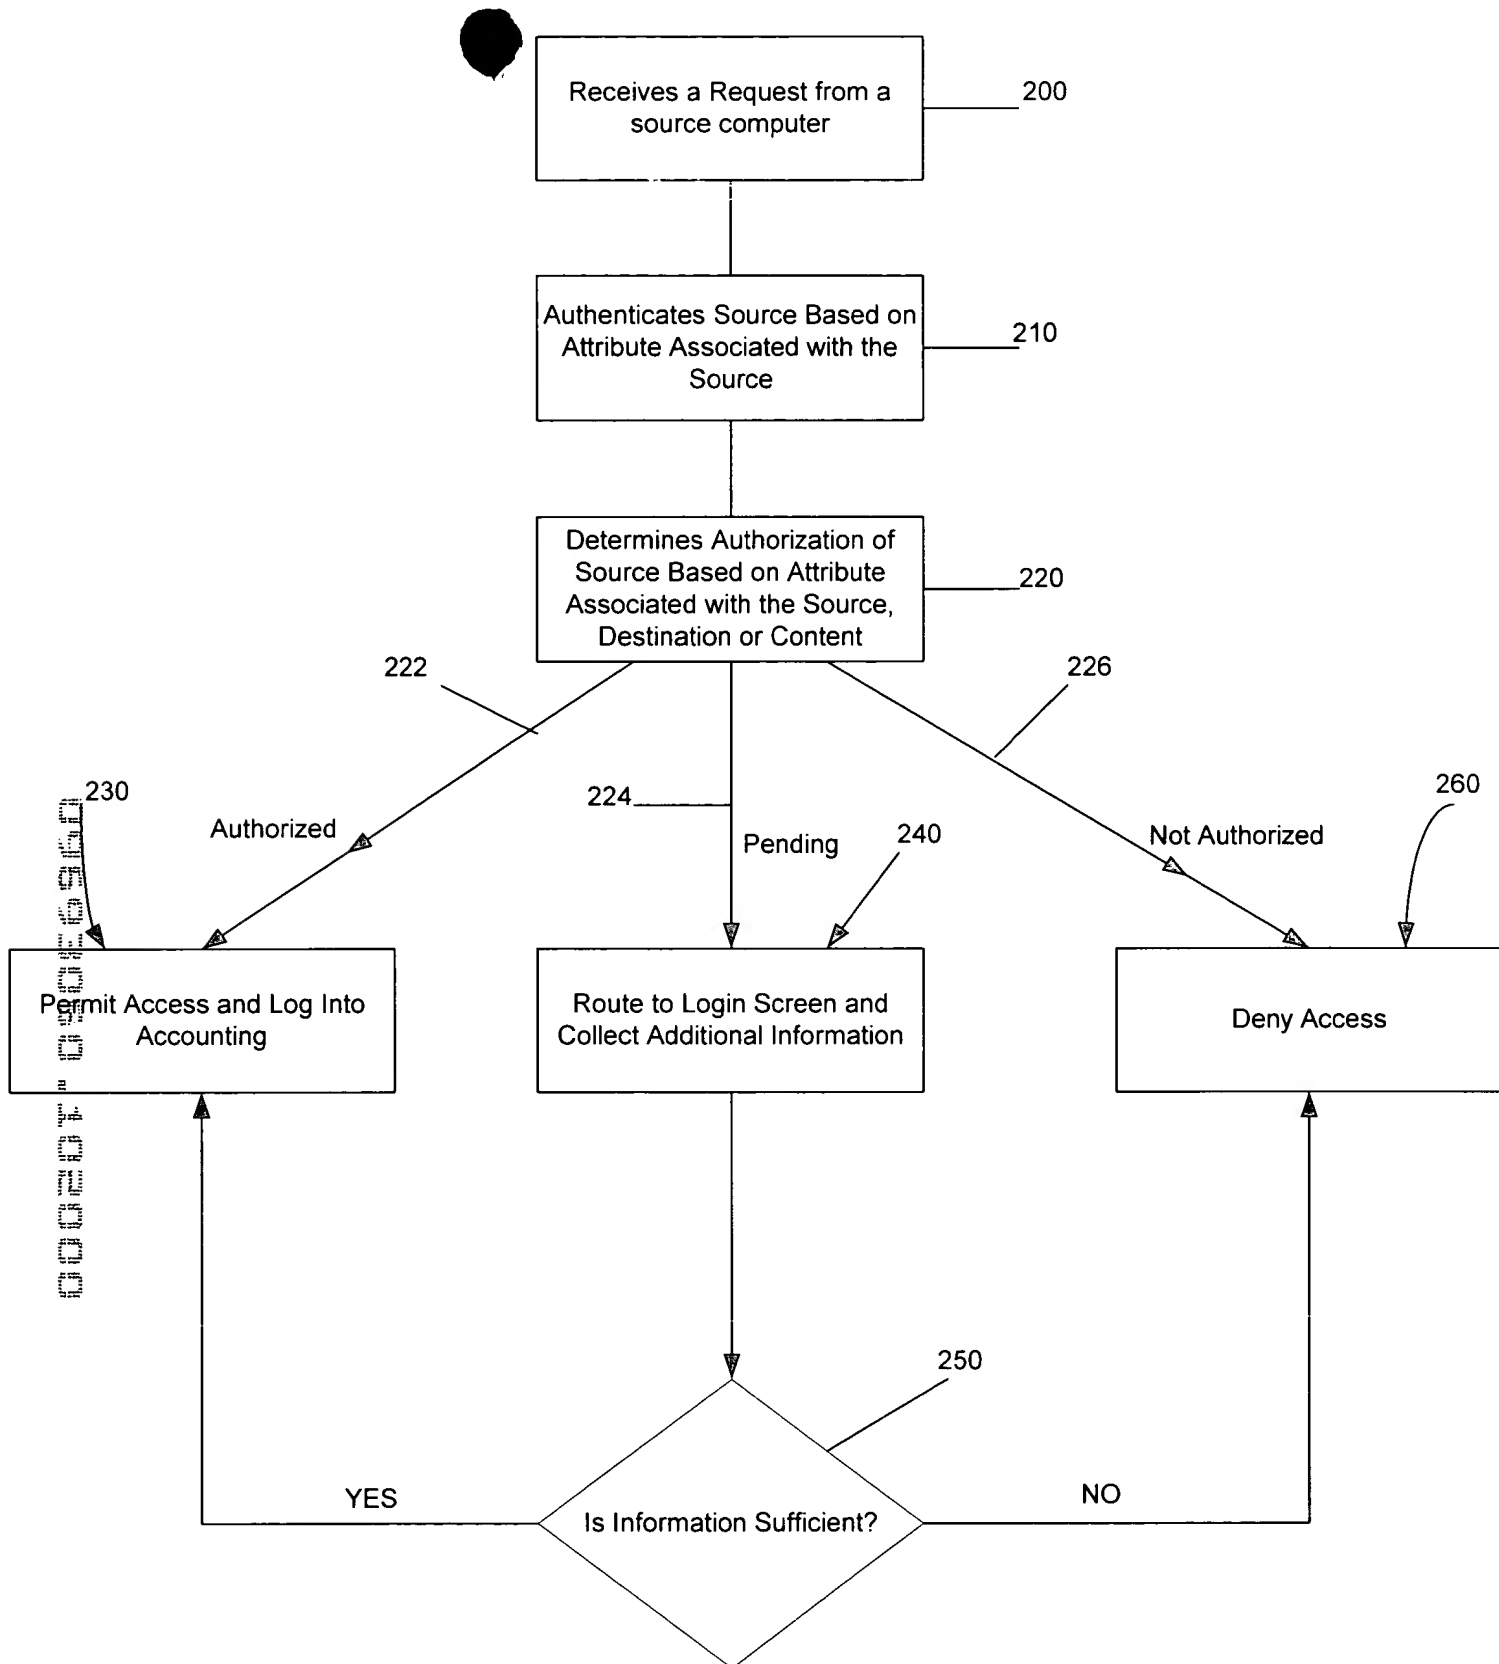 Receives a Request from a
source computer
200
Authenticates Source Based on
Attribute Associated with the
Source
210
Determines Authorization of
Source Based on Attribute
Associated with the Source,
Destination or Content
220
222
226
230
224
260
Authorized
Pending
240
Not Authorized
Permit Access and Log Into
Accounting
Route to Login Screen and
Collect Additional Information
Deny Access
250
YES
NO
Is Information Sufficient?